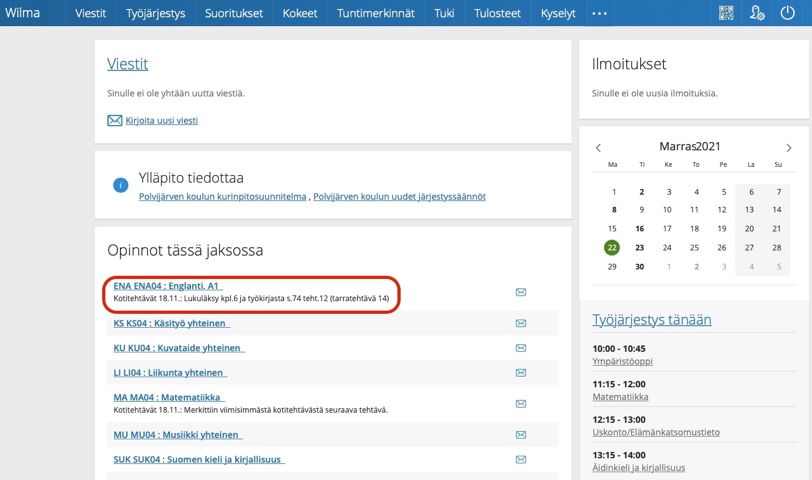 Wilma Viestit Työjärjestys Suoritukset Kokeet Tuntimerkinnät Tuki Tulosteet Kyselyt
Viestit
Sinulle ei ole yhtään uutta viestiä.
Kirjoita uusi viesti
Ylläpito tiedottaa
Polvijärven koulun kurinpitosuunnitelma , Polvijärven koulun uudet järjestyssäännöt
Opinnot tässä jaksossa
ENA ENA04 : Englanti, A1
Kotitehtävät 18.11.: Lukuläksy kpl.6 ja työkirjasta s.74 teht.12 (tarratehtävä 14)
KS KS04 : Käsityö yhteinen
KU KU04 : Kuvataide yhteinen
LI LI04 : Liikunta yhteinen
MA MA04 : Matematiikka
Kotitehtävät 18.11.: Merkittiin viimisimmästä kotitehtävästä seuraava tehtävä.
MU MU04 : Musiikki yhteinen
SUK SUK04 : Suomen kieli ja kirjallisuus
Ilmoitukset
Sinulle ei ole uusia ilmoituksia.
Marras2021
Ma Ti Ke To Pe La Su
1 2 3 4 5 6 7
8 9 10 11 12 13 14
15 16 17 18 19 20 21
22 23 24 25 26 27 28
29 30 1 2 3 4 5
Työjärjestys tänään
10:00 - 10:45
Ympäristöoppi
11:15 - 12:00
Matematiikka
12:15 - 13:00
Uskonto/Elämänkatsomustieto
13:15 - 14:00
Äidinkieli ja kirjallisuus